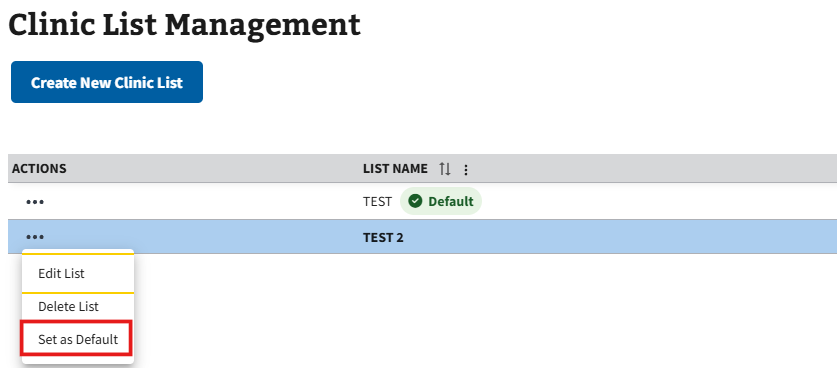 Clinic List Management
Create New Clinic List
ACTIONS LIST NAME
TEST Default
TEST 2
Edit List
Delete List
Set as Default